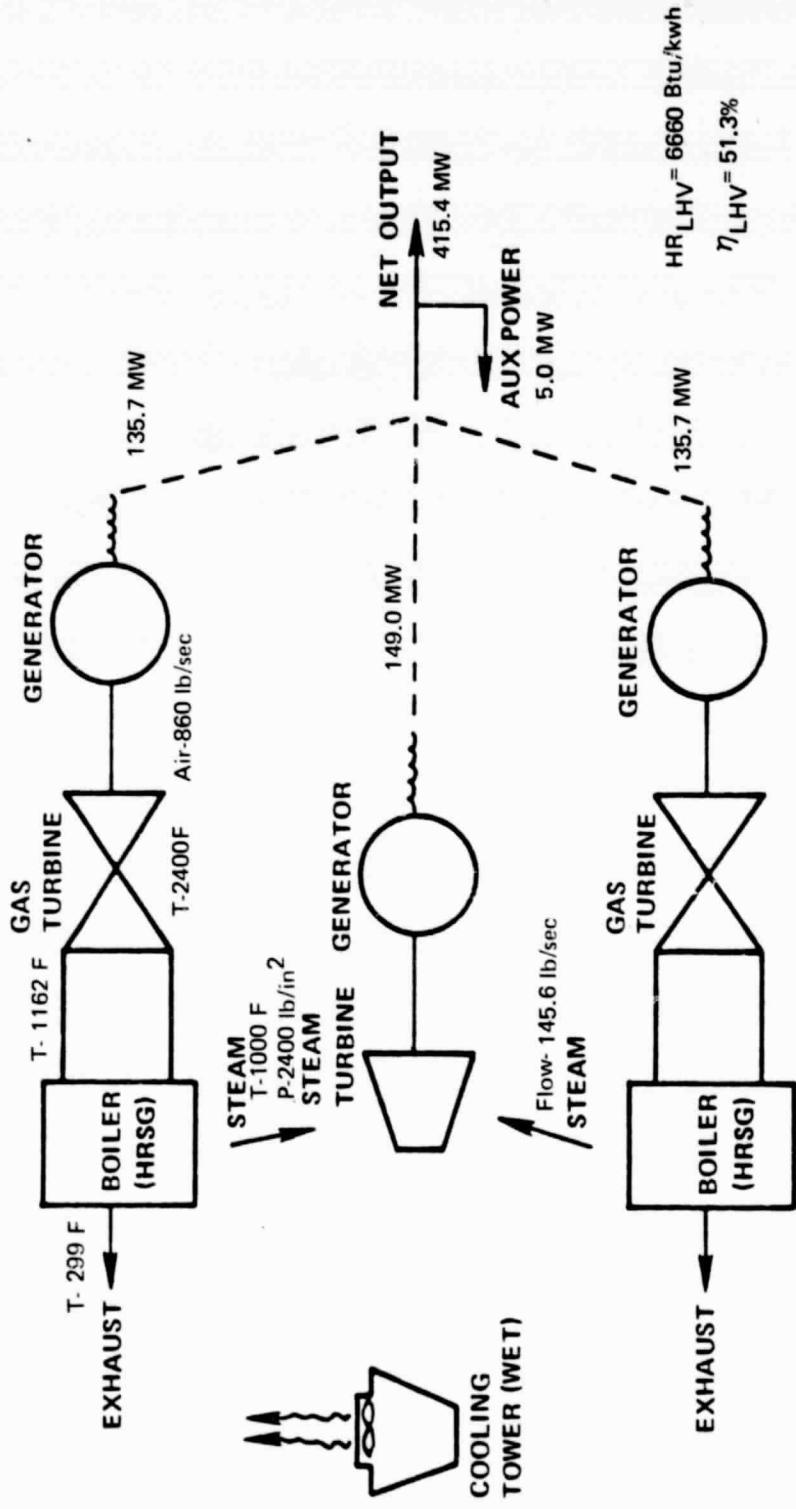 GENERATOR
GAS
TURBINE
T- 1162 F
T-2400F
Air-860 lb/sec
135.7 MW
BOILER
(HRSG)
T- 299 F
EXHAUST
STEAM
T-1000 F
P-2400 lb/in²
STEAM
TURBINE
GENERATOR
149.0 MW
NET OUTPUT
415.4 MW
AUX POWER
5.0 MW
COOLING
TOWER (WET)
Flow- 145.6 lb/sec
STEAM
GENERATOR
GAS
TURBINE
135.7 MW
BOILER
(HRSG)
EXHAUST
HR LHV = 6660 Btu/kwh
η LHV = 51.3%